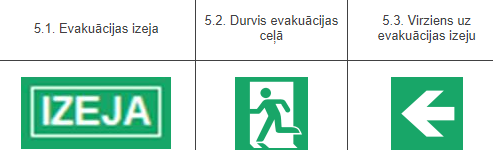 5.1. Evakuācijas izeja
5.2. Durvis evakuācijas
ceļā
5.3. Virziens uz
evakuācijas izeju
IZEJA